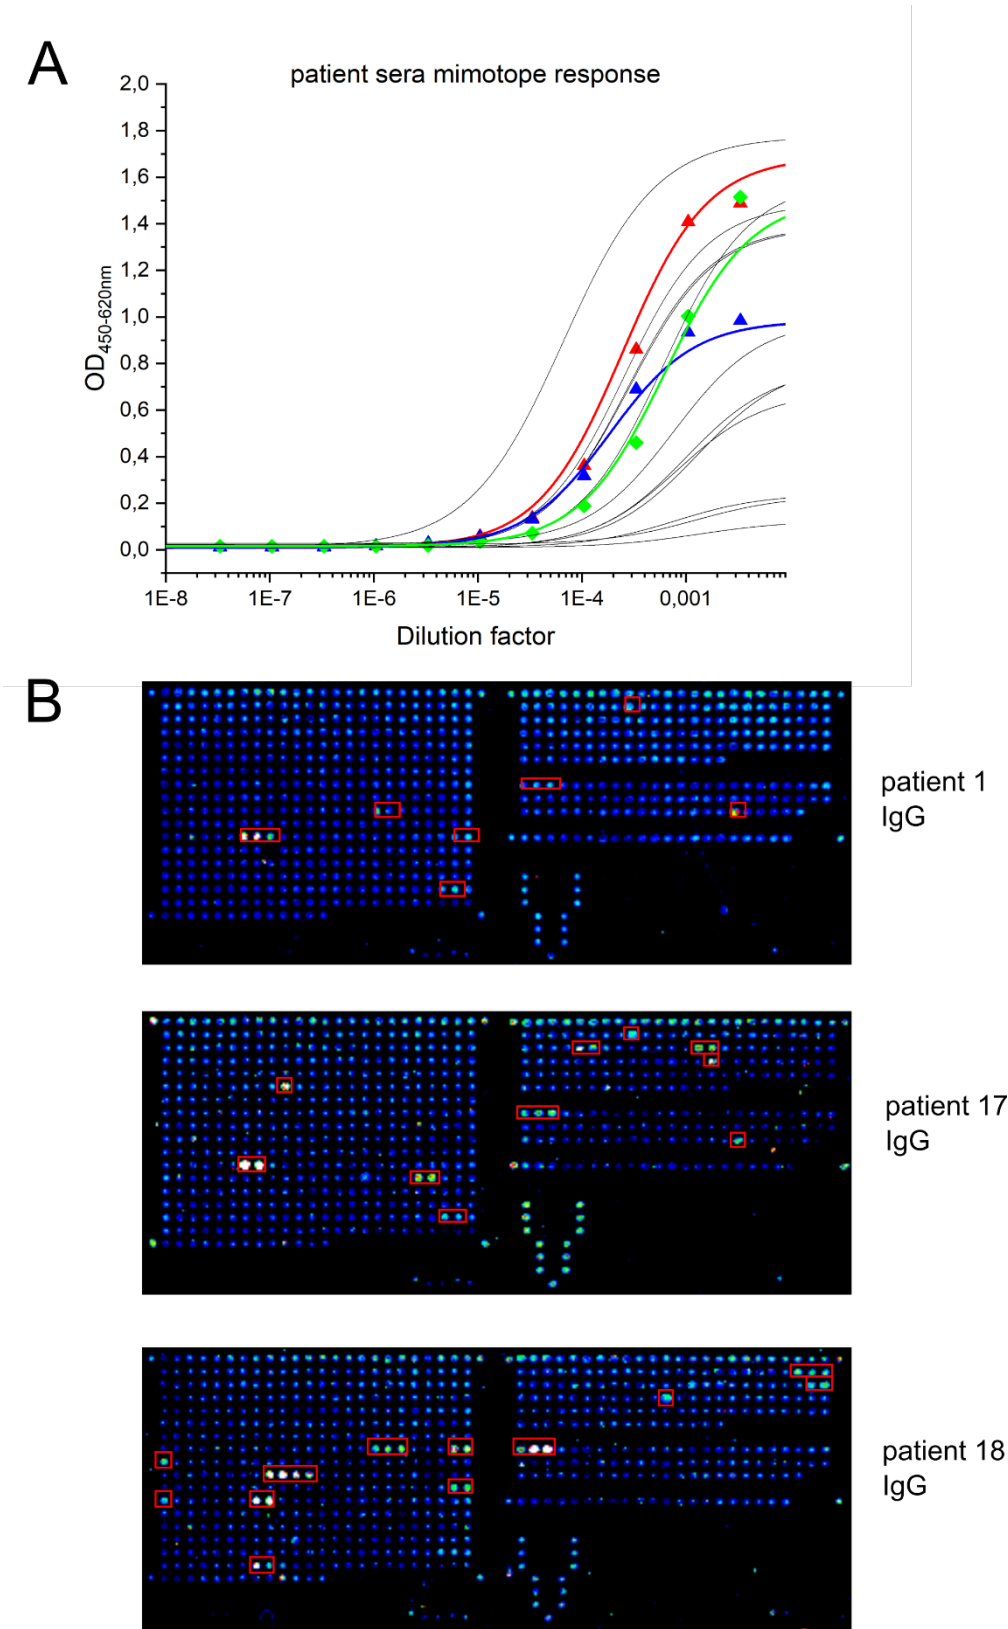 A
patient sera mimotope response
2,0
1,8
1,6
1,4
1,2
1,0
0,8
0,6
0,4
0,2
0,0
OD450-620nm
1E-8 1E-7 1E-6 1E-5 1E-4 0,001
Dilution factor
B
patient 1
IgG
patient 17
IgG
patient 18
IgG